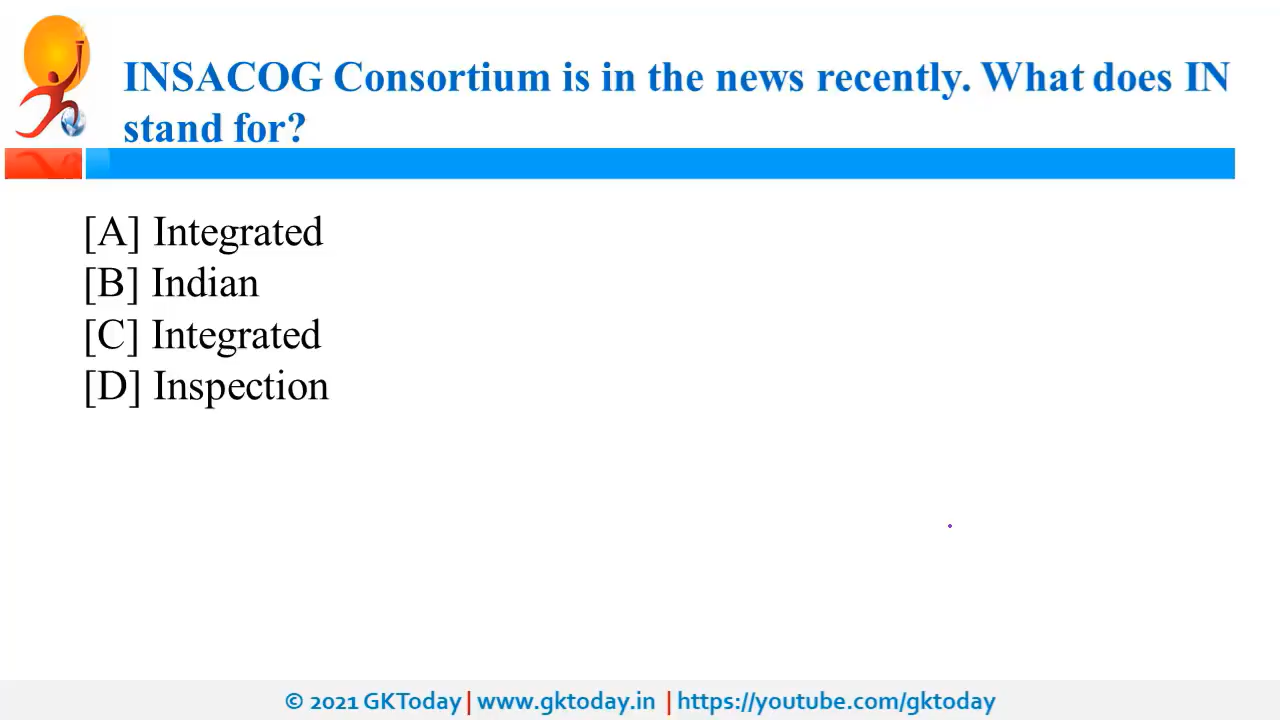 INSACOG Consortium is in the news recently. What does IN
stand for?
[A] Integrated
[B] Indian
[C] Integrated
[D] Inspection
© 2021 GKToday | www.gktoday.in | https://youtube.com/gktoday